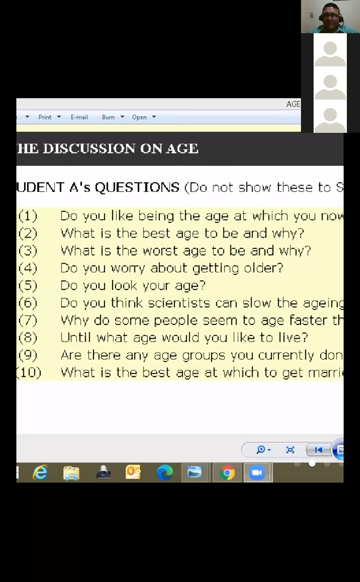 AGE
Print E-mail Burn Open
HE DISCUSSION ON AGE
UDENT A's QUESTIONS (Do not show these to S
(1) Do you like being the age at which you now
(2) What is the best age to be and why?
(3) What is the worst age to be and why?
(4) Do you worry about getting older?
(5) Do you look your age?
(6) Do you think scientists can slow the ageing
(7) Why do some people seem to age faster th
(8) Until what age would you like to live?
(9) Are there any age groups you currently don
(10) What is the best age at which to get marri